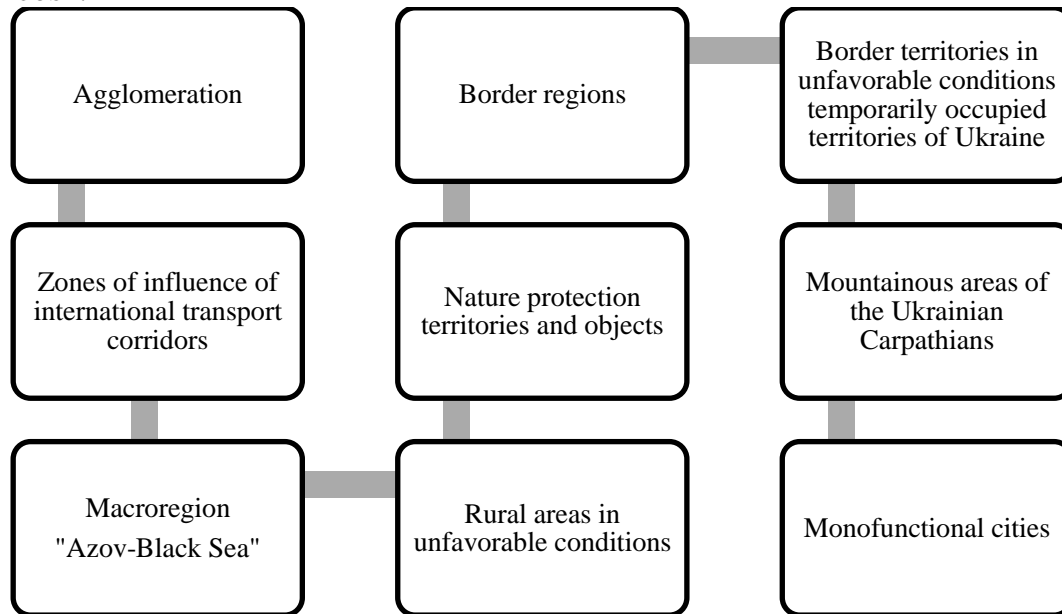 Agglomeration
Zones of influence of
international transport
corridors
Macroregion
"Azov-Black Sea"
Rural areas in
unfavorable conditions
Nature protection
territories and objects
Border regions
Border territories in
unfavorable conditions
temporarily occupied
territories of Ukraine
Mountainous areas of
the Ukrainian
Carpathians
Monofunctional cities